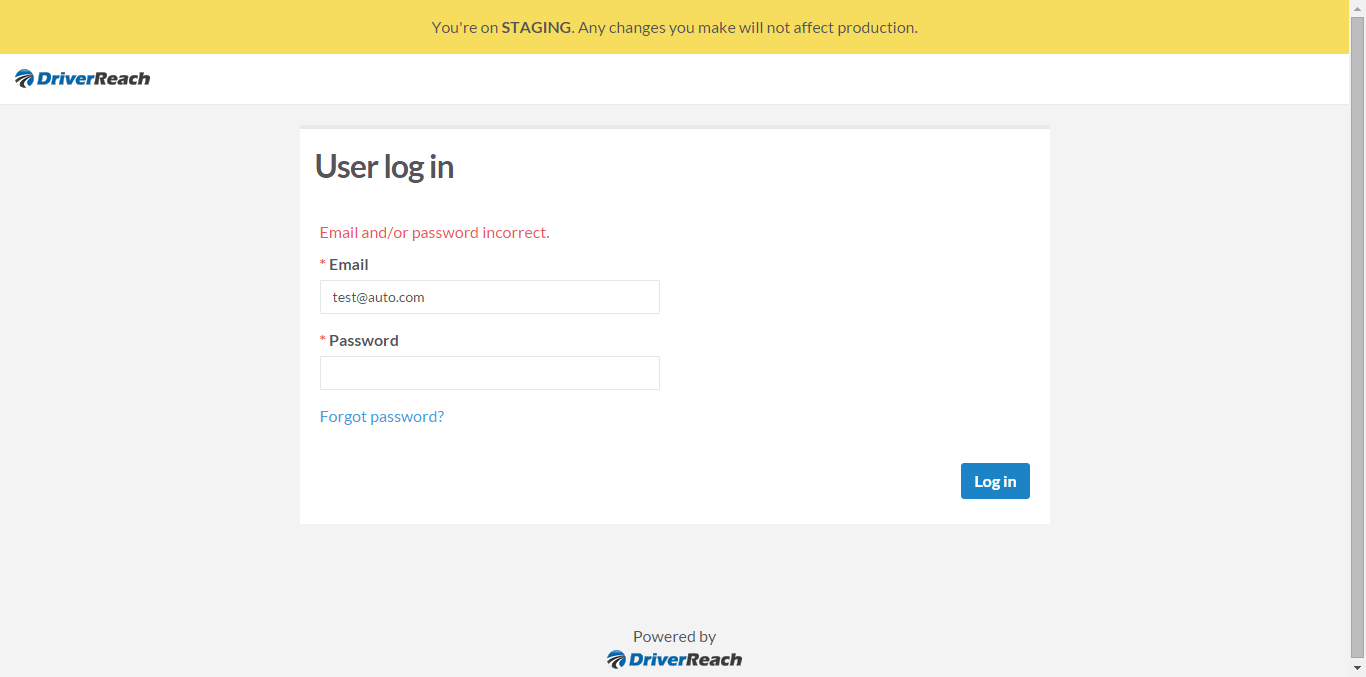 You're on STAGING. Any changes you make will not affect production.
DriverReach
User log in
Email and/or password incorrect.
* Email
test@auto.com
* Password
Forgot password?
Log in
Powered by
DriverReach